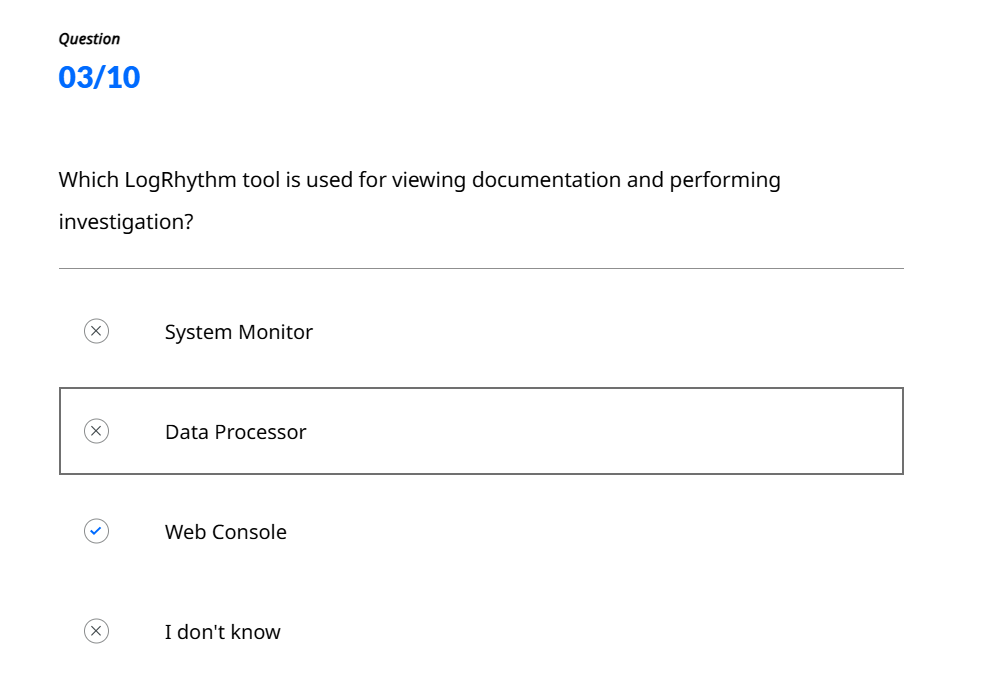 Question
03/10
Which LogRhythm tool is used for viewing documentation and performing
investigation?
System Monitor
Data Processor
Web Console
I don't know